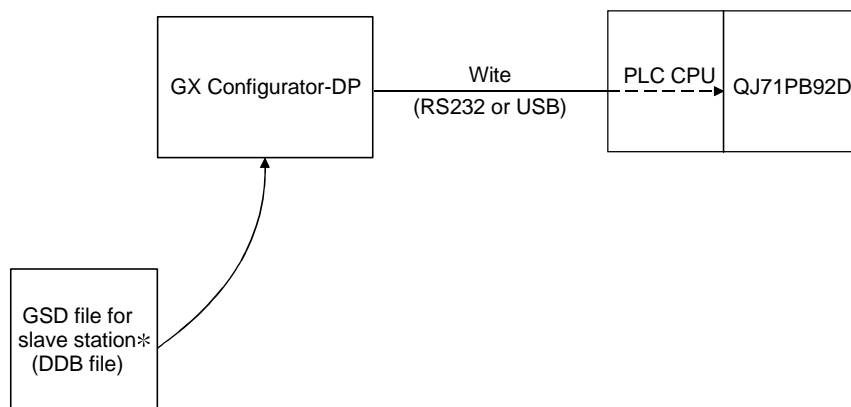 GX Configurator-DP
Wite
(RS232 or USB)
PLC CPU
QJ71PB92D
GSD file for
slave station＊
(DDB file)